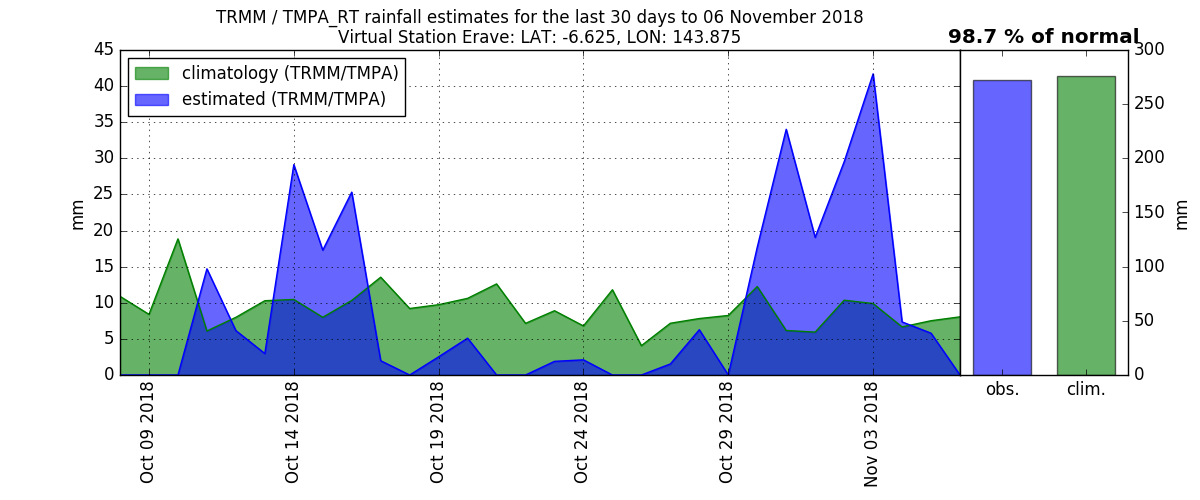 TRMM / TMPA_RT rainfall estimates for the last 30 days to 06 November 2018
Virtual Station Erave: LAT: -6.625, LON: 143.875
98.7 % of normal
climatology (TRMM/TMPA)
estimated (TRMM/TMPA)
mm
45
40
35
30
25
20
15
10
5
0
Oct 09 2018
Oct 14 2018
Oct 19 2018
Oct 24 2018
Oct 29 2018
Nov 03 2018
obs.
clim.
300
250
200
150
100
50
0
mm